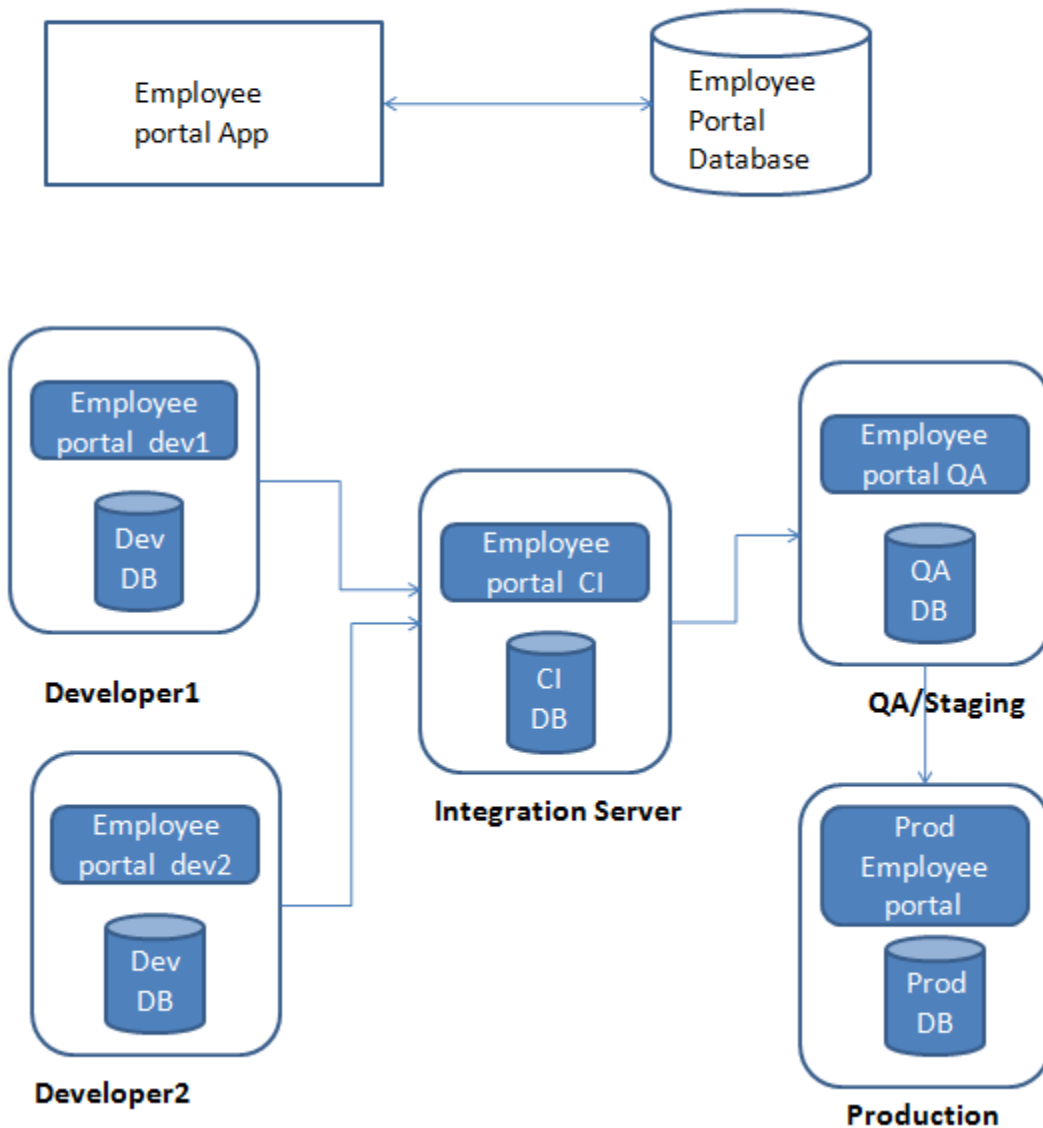 Employee
portal App
Employee
Portal
Database
Employee
portal  dev1
Dev
DB
Developer1
Employee
portal  dev2
Dev
DB
Developer2
Employee
portal  CI
CI
DB
Integration Server
Employee
portal QA
QA
DB
QA/Staging
Prod
Employee
portal
Prod
DB
Production